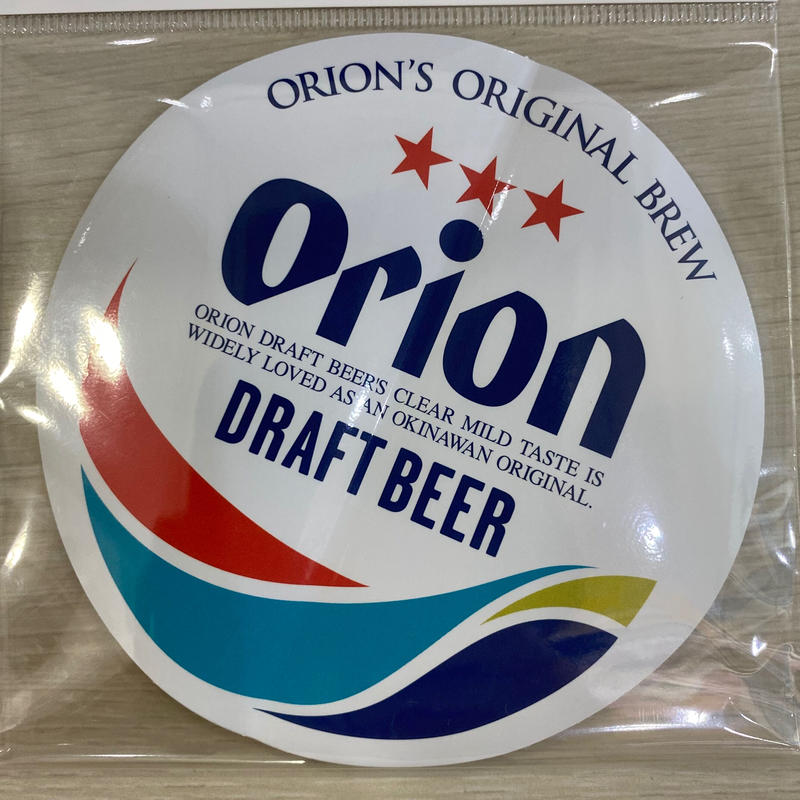 ORION'S ORIGINAL BREW
Orion
ORION DRAFT BEER'S CLEAR MILD TASTE IS
WIDELY LOVED AS AN OKINAWAN ORIGINAL.
DRAFT BEER